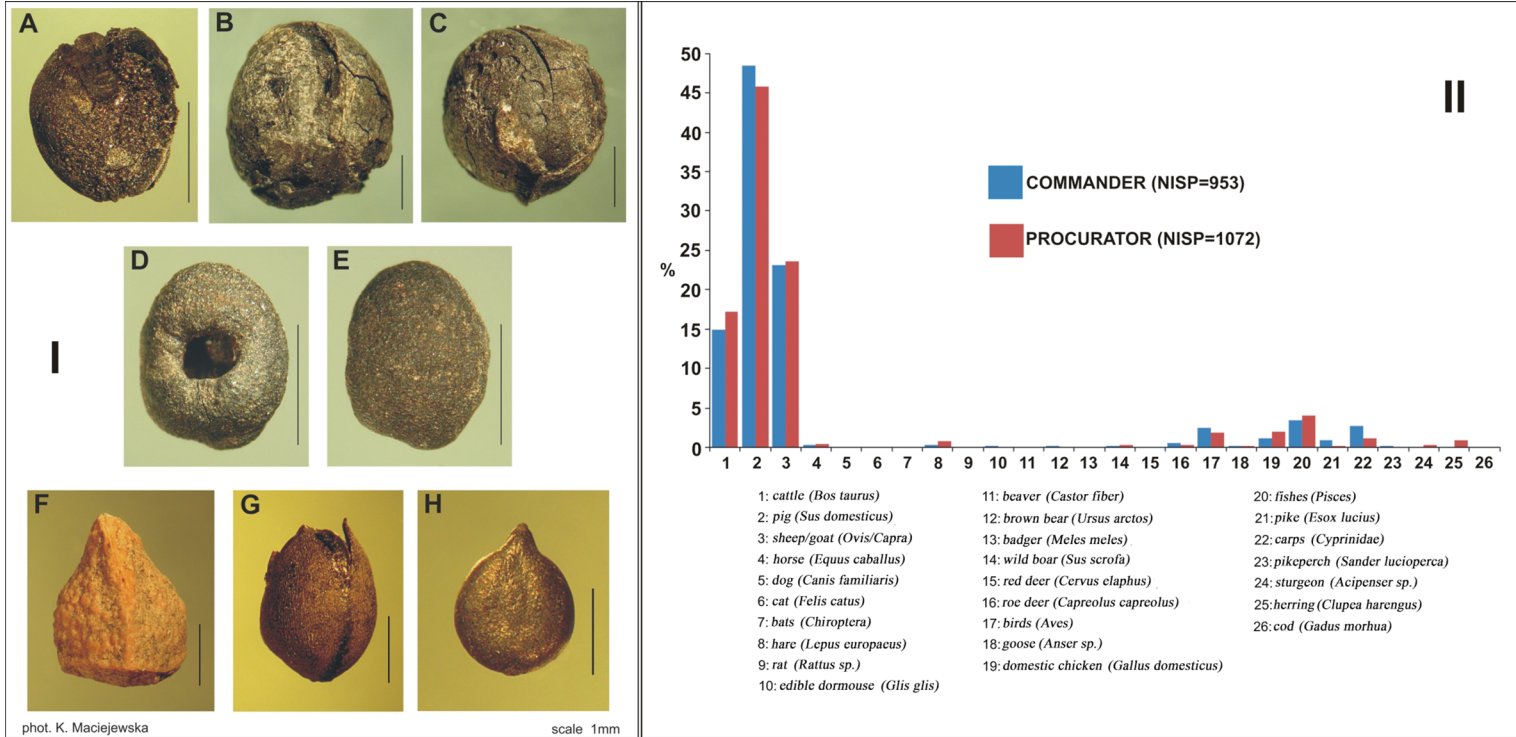 A
B
C
D
E
I
F
G
H
phot. K. Maciejewska
scale 1mm
II
50
45
40
35
30
25
20
15
10
5
0
%
COMMANDER (NISP=953)
PROCURATOR (NISP=1072)
1 2 3 4 5 6 7 8 9 10 11 12 13 14 15 16 17 18 19 20 21 22 23 24 25 26
1: cattle (Bos taurus)
2: pig (Sus domesticus)
3: sheep/goat (Ovis/Capra)
4: horse (Equus caballus)
5: dog (Canis familiaris)
6: cat (Felis catus)
7: bats (Chiroptera)
8: hare (Lepus europaeus)
9: rat (Rattus sp.)
10: edible dormouse (Glis glis)
11: beaver (Castor fiber)
12: brown bear (Ursus arctos)
13: badger (Meles meles)
14: wild boar (Sus scrofa)
15: red deer (Cervus elaphus)
16: roe deer (Capreolus capreolus)
17: birds (Aves)
18: goose (Anser sp.)
19: domestic chicken (Gallus domesticus)
20: fishes (Pisces)
21: pike (Esox lucius)
22: carps (Cyprinidae)
23: pikeperch (Sander lucioperca)
24: sturgeon (Acipenser sp.)
25: herring (Clupea harengus)
26: cod (Gadus morhua)